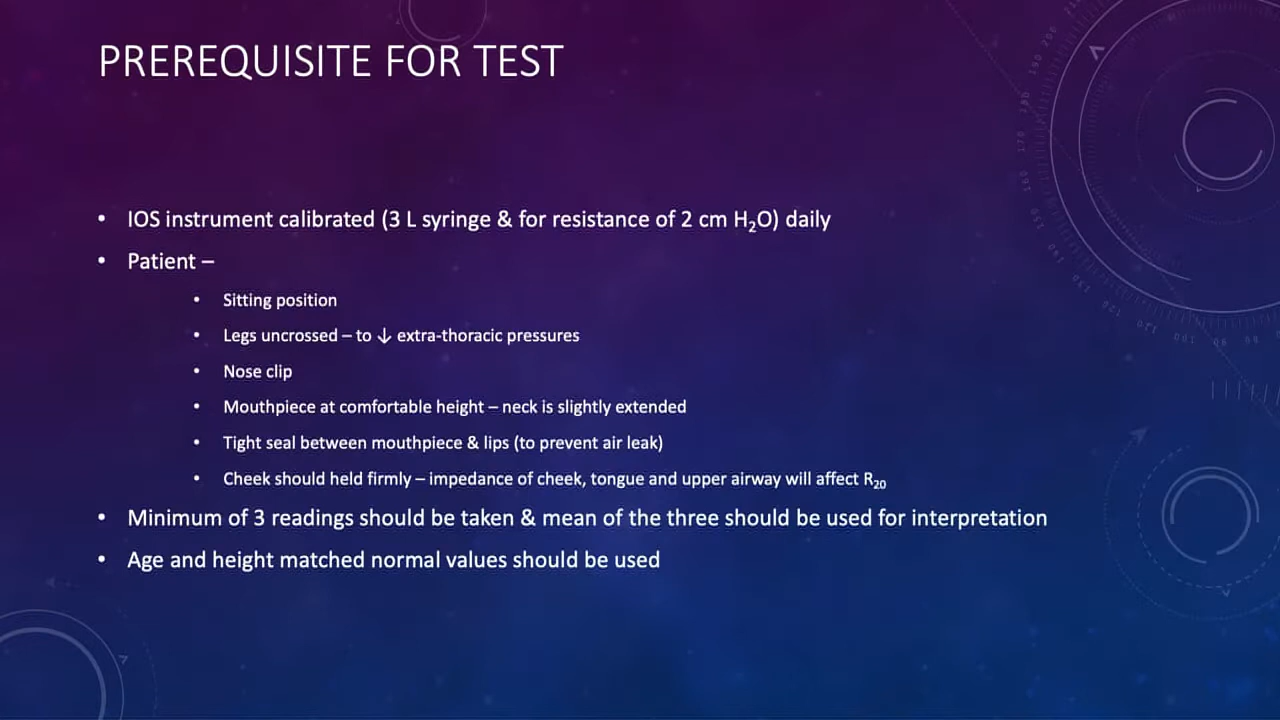 PREREQUISITE FOR TEST
• IOS instrument calibrated (3 L syringe & for resistance of 2 cm H₂O) daily
• Patient –
• Sitting position
• Legs uncrossed – to ↓ extra-thoracic pressures
• Nose clip
• Mouthpiece at comfortable height – neck is slightly extended
• Tight seal between mouthpiece & lips (to prevent air leak)
• Cheek should held firmly – impedance of cheek, tongue and upper airway will affect R₂₀
• Minimum of 3 readings should be taken & mean of the three should be used for interpretation
• Age and height matched normal values should be used